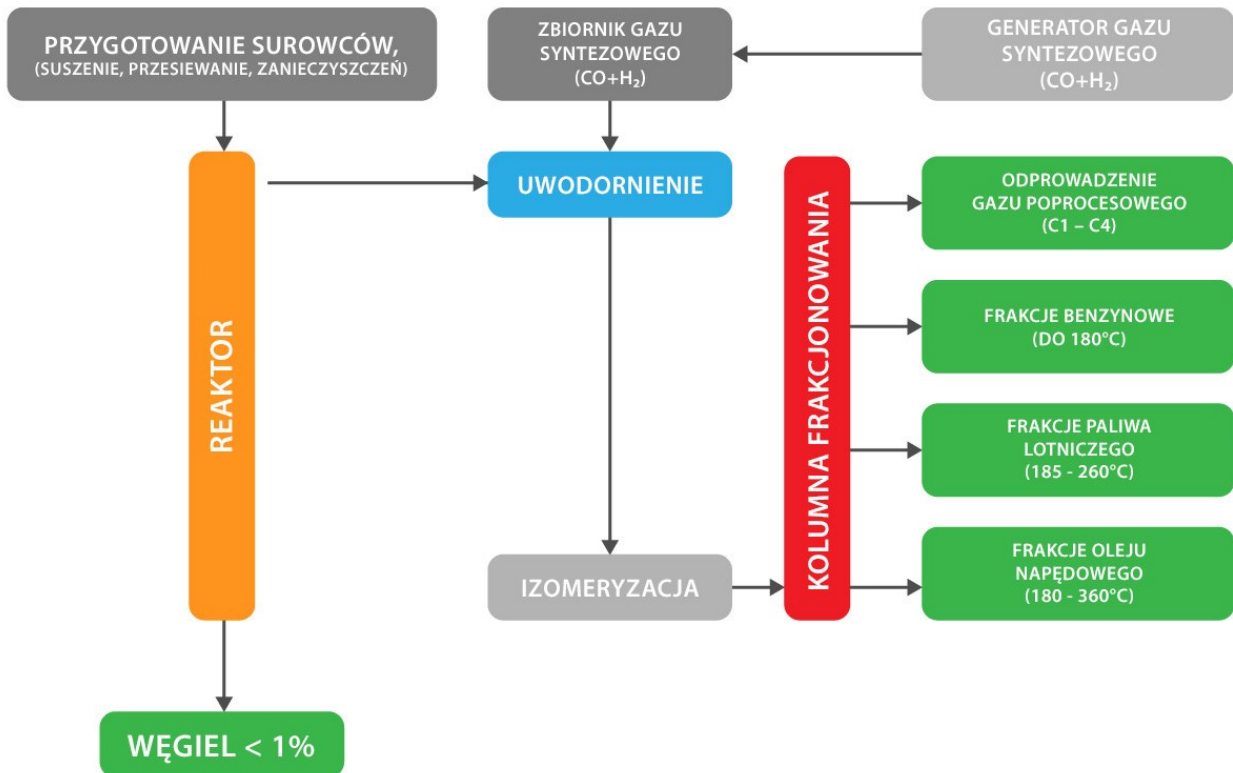 PRZYGOTOWANIE SUROWCÓW,
(SUSZENIE, PRZESIEWANIE, ZANIECZYSZCZEŃ)
ZBIORNIK GAZU
SYNTEZOWEGO
(CO+H₂)
GENERATOR GAZU
SYNTEZOWEGO
(CO+H₂)
REAKTOR
UWODORNIENIE
KOLUMNA FRAKCJONOWANIA
ODPROWADZENIE
GAZU POPROCESOWEGO
(C1 – C4)
FRAKCJE BENZYNOWE
(DO 180°C)
FRAKCJE PALIWA
LOTNICZEGO
(185 - 260°C)
IZOMERYZACJA
FRAKCJE OLEJU
NAPĘDOWEGO
(180 - 360°C)
WĘGIEL < 1%